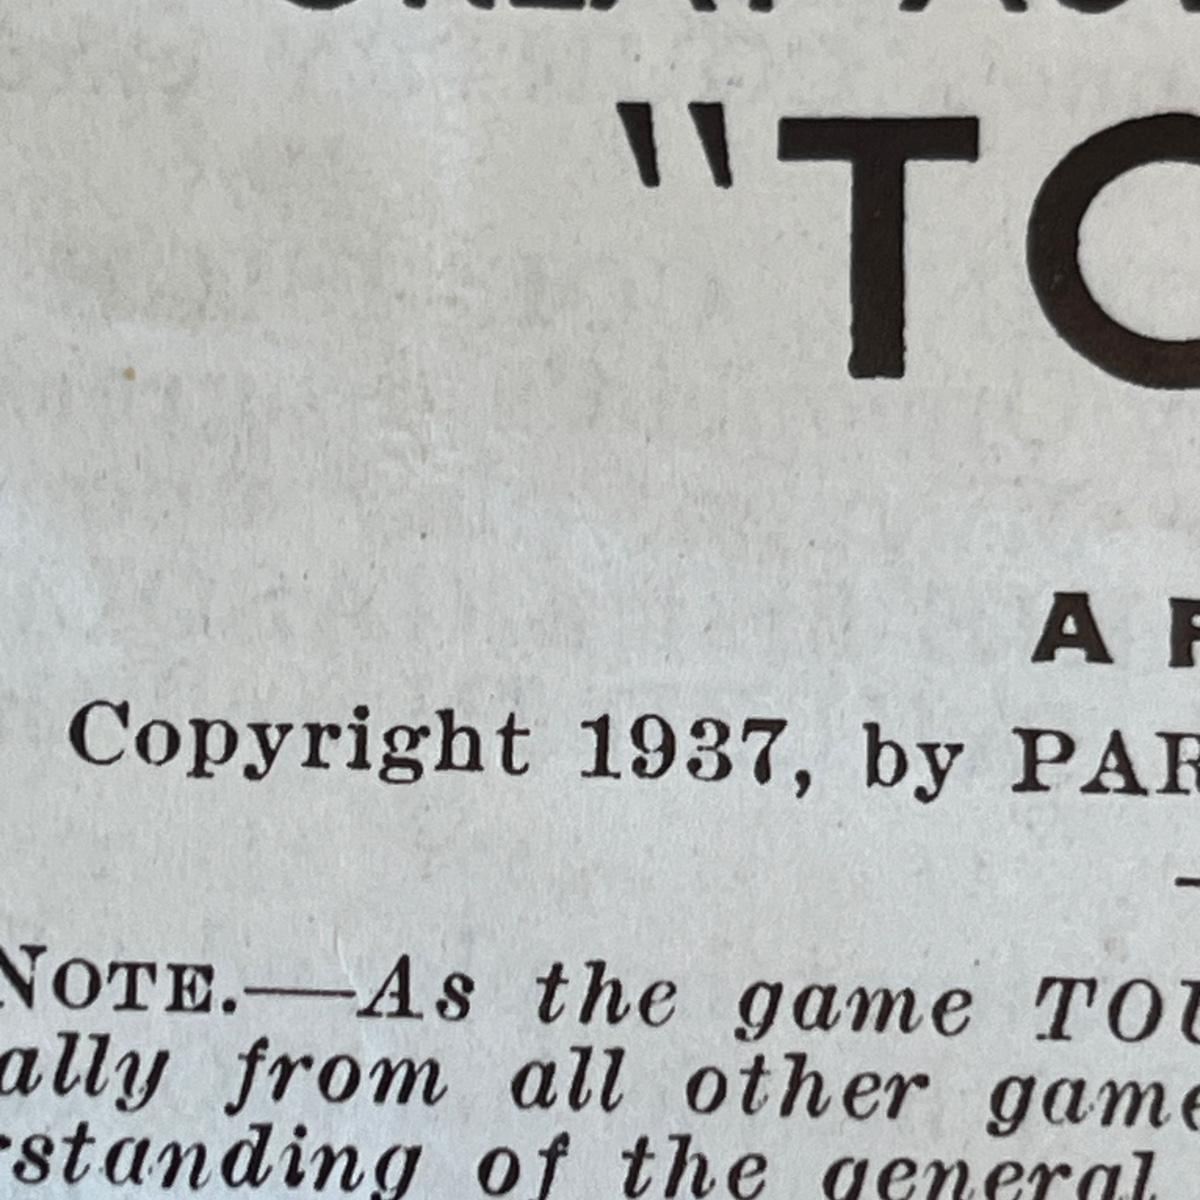 "TO
A
Copyright 1937, by PAR
NOTE.—As the game TOU
ally from all other game
rstanding of the general